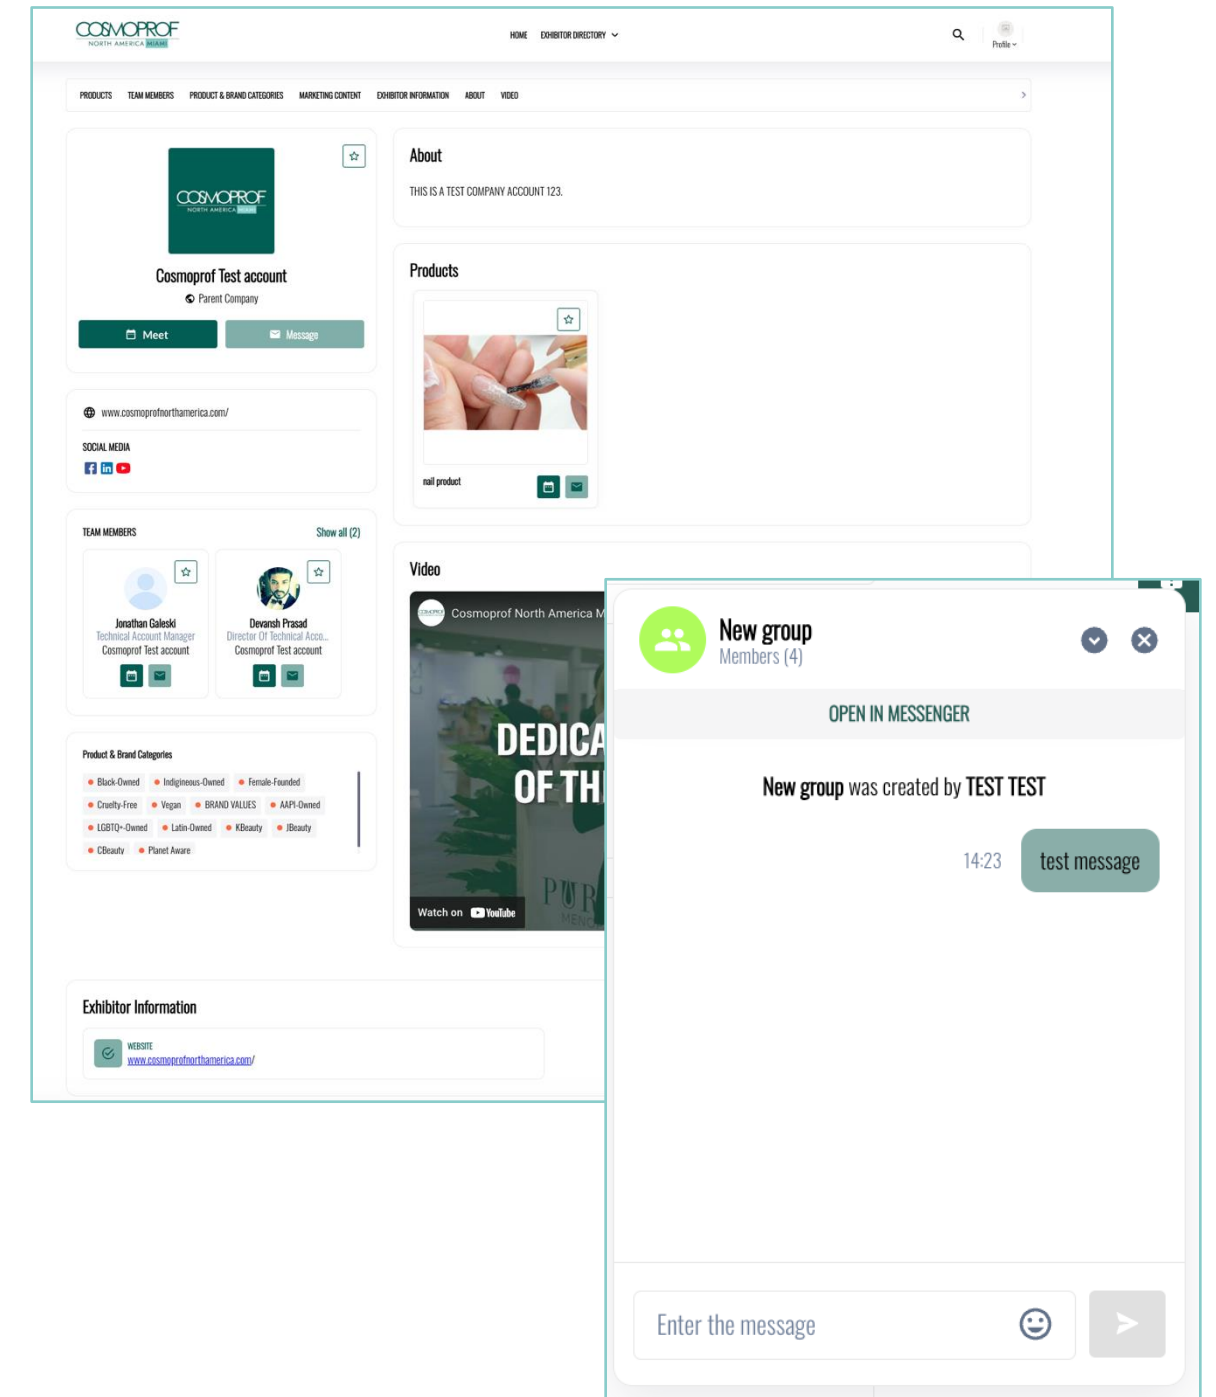 COSMOPROF
NORTH AMERICA MIAMI
HOME EXHIBITOR DIRECTORY
Profile
PRODUCTS TEAM MEMBERS PRODUCT & BRAND CATEGORIES MARKETING CONTENT EXHIBITOR INFORMATION ABOUT VIDEO
COSMOPROF
NORTH AMERICA MIAMI
Cosmoprof Test account
Parent Company
Meet Message
www.cosmoprofnorthamerica.com/
SOCIAL MEDIA
TEAM MEMBERS Show all (2)
Jonathan Galeski
Technical Account Manager
Cosmoprof Test account
Devansh Prasad
Director Of Technical Acco...
Cosmoprof Test account
Product & Brand Categories
Black-Owned Indigineous-Owned Female-Founded
Cruelty-Free Vegan BRAND VALUES AAPI-Owned
LGBTQ+-Owned Latin-Owned KBeauty JBeauty
CBeauty Planet Aware
About
THIS IS A TEST COMPANY ACCOUNT 123.
Products
nail product
Video
Cosmoprof North America M
DEDICA
OF TH
PUR
MENO
Watch on YouTube
Exhibitor Information
WEBSITE
www.cosmoprofnorthamerica.com/
New group
Members (4)
OPEN IN MESSENGER
New group was created by TEST TEST
14:23 test message
Enter the message